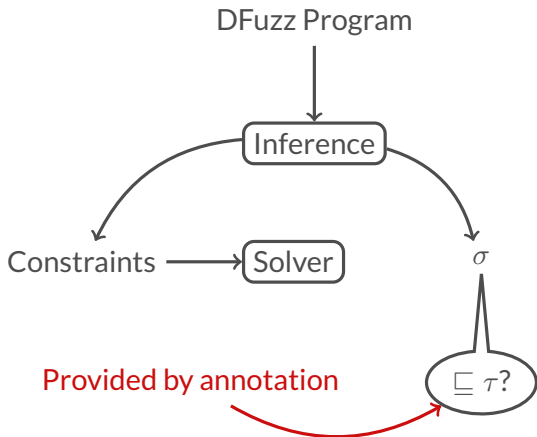 DFuzz Program
Inference
Constraints
Solver
σ
Provided by annotation
⊑ τ?